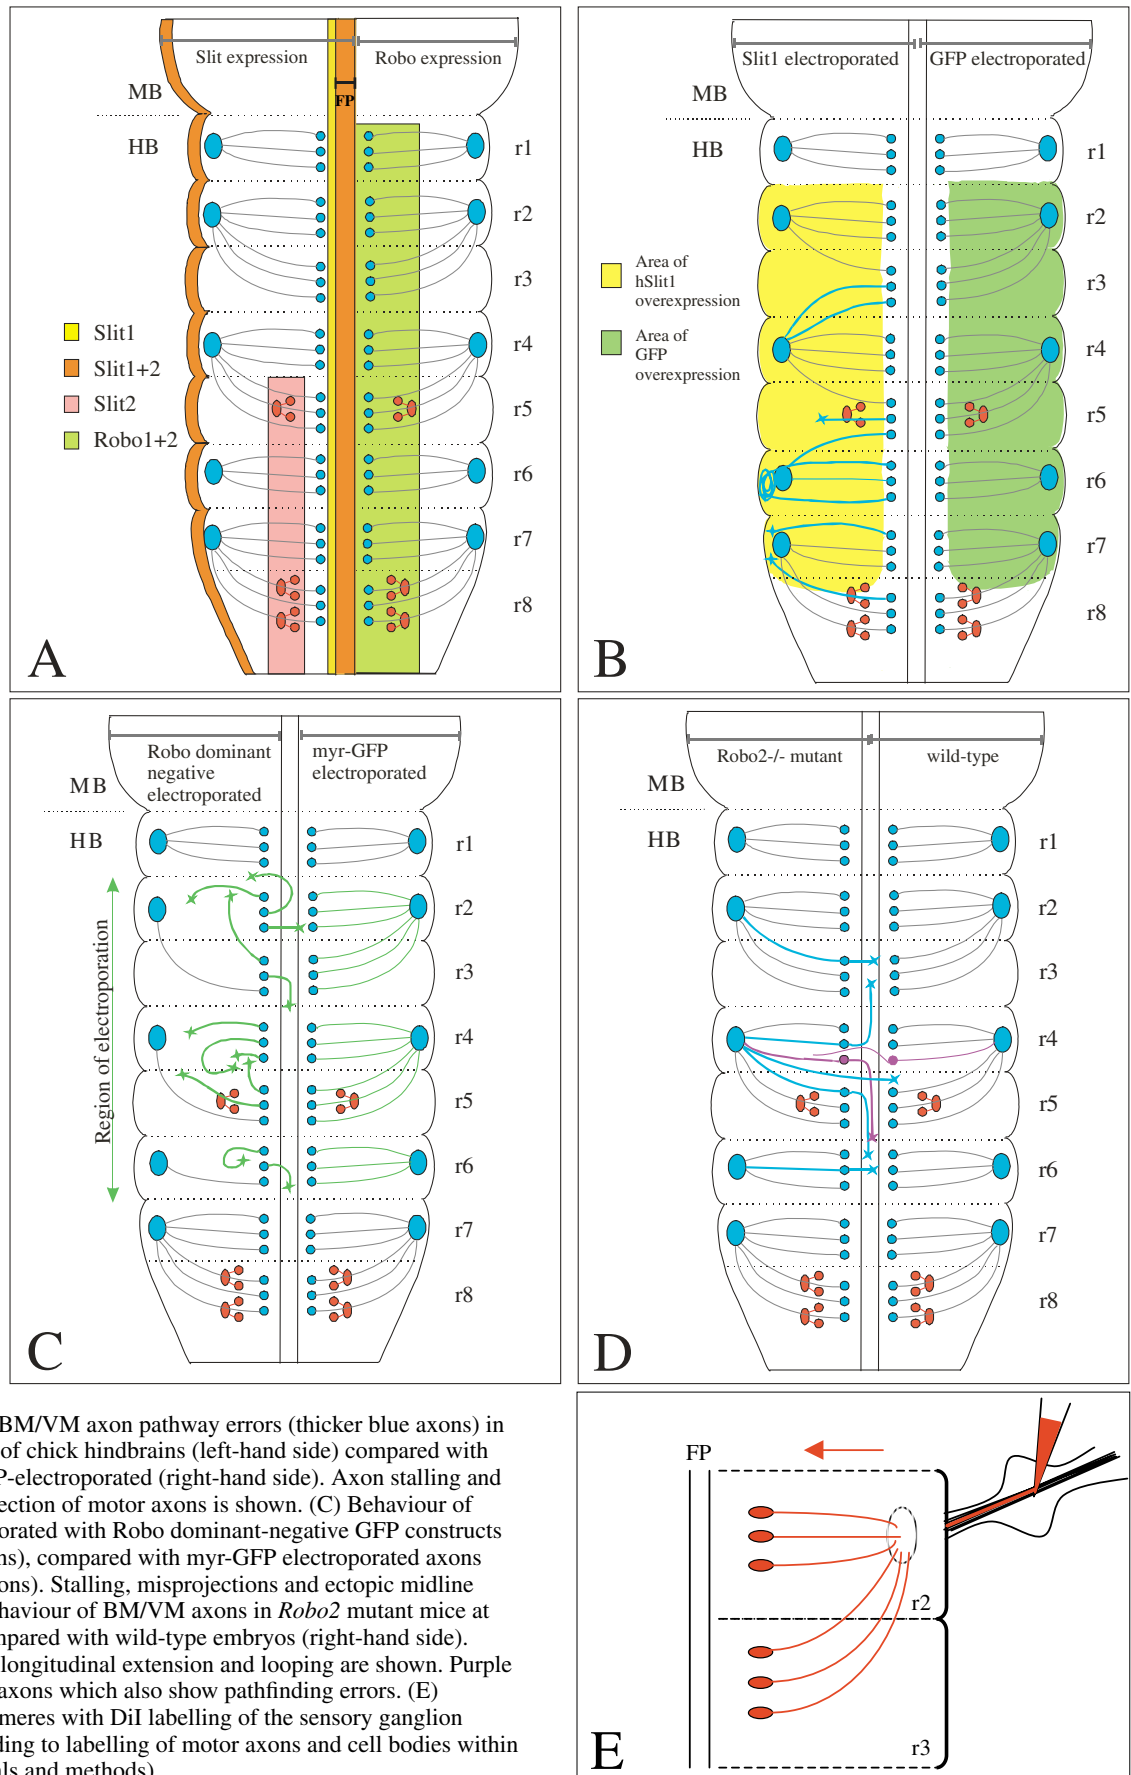 Slit expression
Robo expression
FP
MB
HB
r1
r2
r3
r4
r5
r6
r7
r8
Slit1
Slit1+2
Slit2
Robo1+2
A
Slit1 electroporated
GFP electroporated
MB
HB
r1
r2
r3
r4
r5
r6
r7
r8
Area of
hSlit1
overexpression
Area of
GFP
overexpression
B
Robo dominant
negative
electroporated
myr-GFP
electroporated
MB
HB
r1
r2
r3
r4
r5
r6
r7
r8
Region of electroporation
C
Robo2-/- mutant
wild-type
MB
HB
r1
r2
r3
r4
r5
r6
r7
r8
D
BM/VM axon pathway errors (thicker blue axons) in
of chick hindbrains (left-hand side) compared with
P-electroporated (right-hand side). Axon stalling and
ection of motor axons is shown. (C) Behaviour of
orated with Robo dominant-negative GFP constructs
ns), compared with myr-GFP electroporated axons
ons). Stalling, misprojections and ectopic midline
haviour of BM/VM axons in Robo2 mutant mice at
mpared with wild-type embryos (right-hand side).
longitudinal extension and looping are shown. Purple
axons which also show pathfinding errors. (E)
meres with DiI labelling of the sensory ganglion
ding to labelling of motor axons and cell bodies within
ls and methods)
FP
r2
r3
E